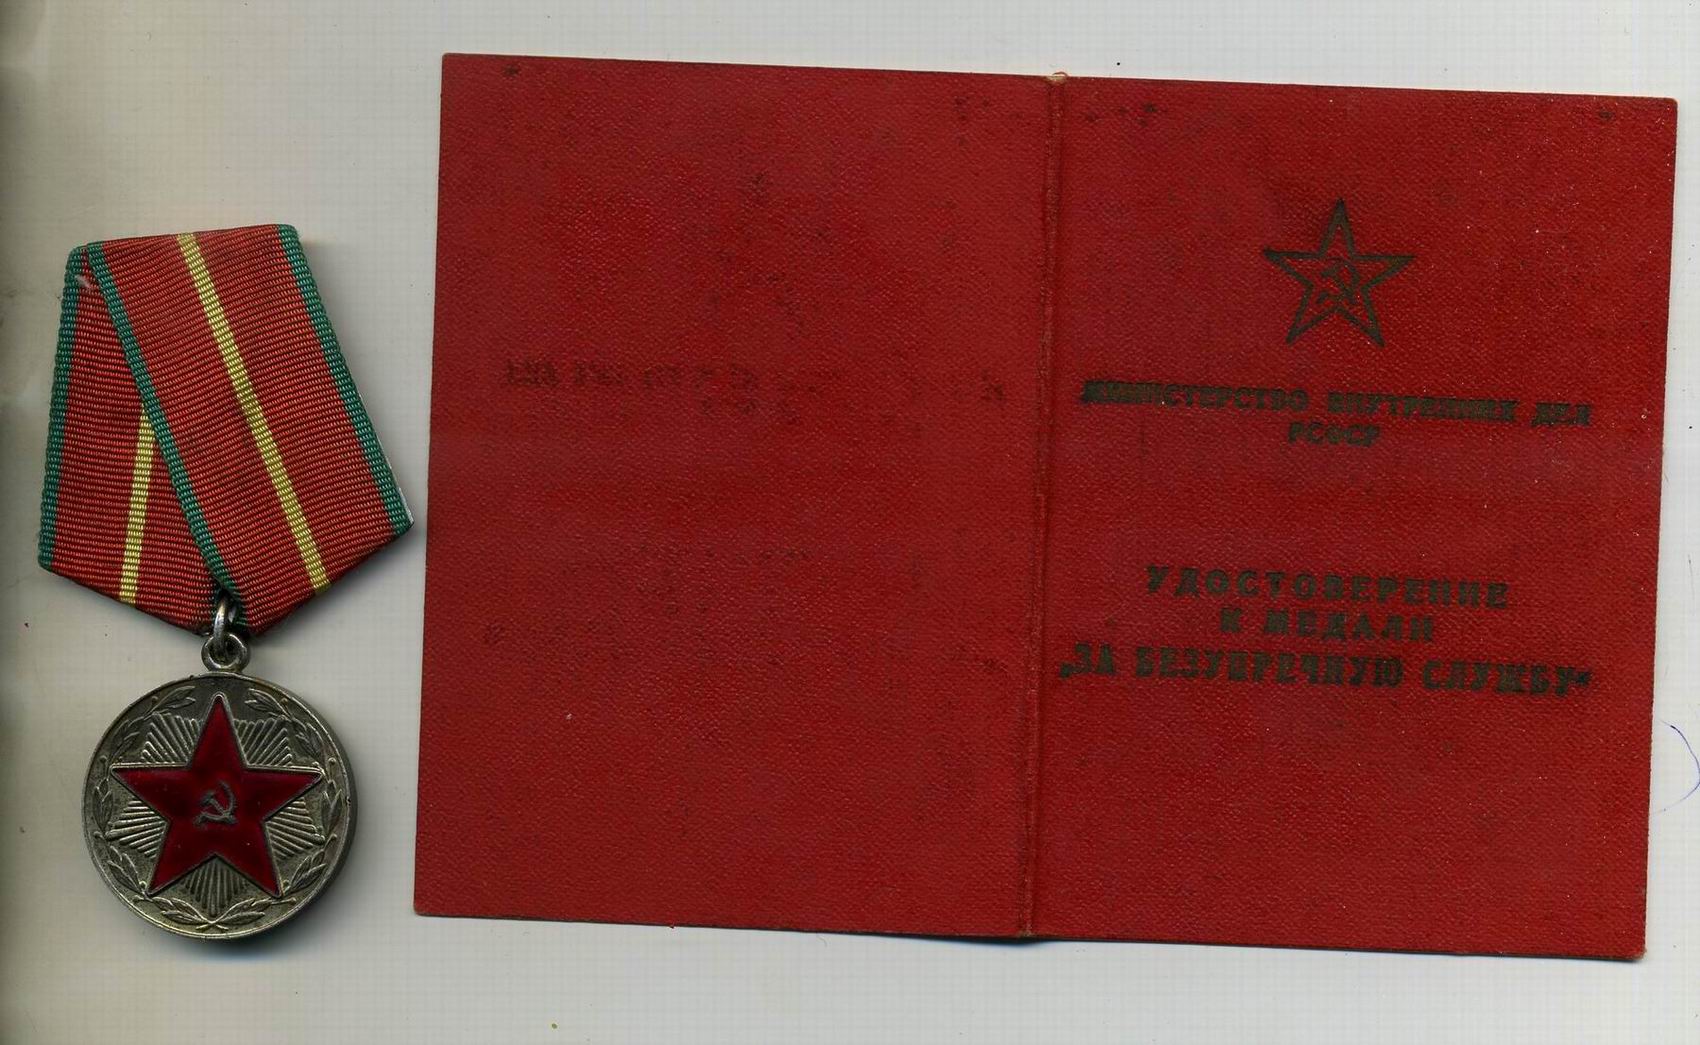 МИНИСТЕРСТВО ВНУТРЕННИХ ДЕЛ
РСФСР
УДОСТОВЕРЕНИЕ
К МЕДАЛИ
„ЗА БЕЗУПРЕЧНУЮ СЛУЖБУ“